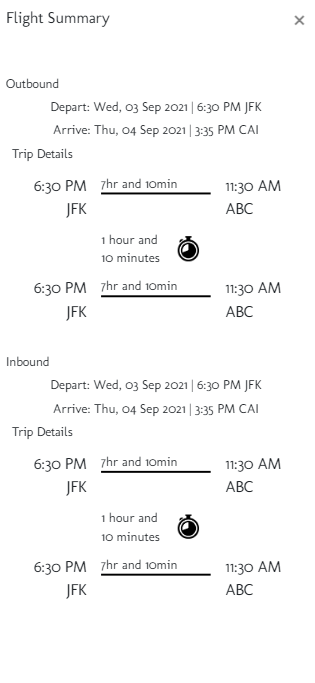 Flight Summary ×
Outbound
Depart: Wed, 03 Sep 2021 | 6:30 PM JFK
Arrive: Thu, 04 Sep 2021 | 3:35 PM CAI
Trip Details
6:30 PM 7hr and 10min 11:30 AM
JFK ABC
1 hour and
10 minutes
6:30 PM 7hr and 10min 11:30 AM
JFK ABC
Inbound
Depart: Wed, 03 Sep 2021 | 6:30 PM JFK
Arrive: Thu, 04 Sep 2021 | 3:35 PM CAI
Trip Details
6:30 PM 7hr and 10min 11:30 AM
JFK ABC
1 hour and
10 minutes
6:30 PM 7hr and 10min 11:30 AM
JFK ABC